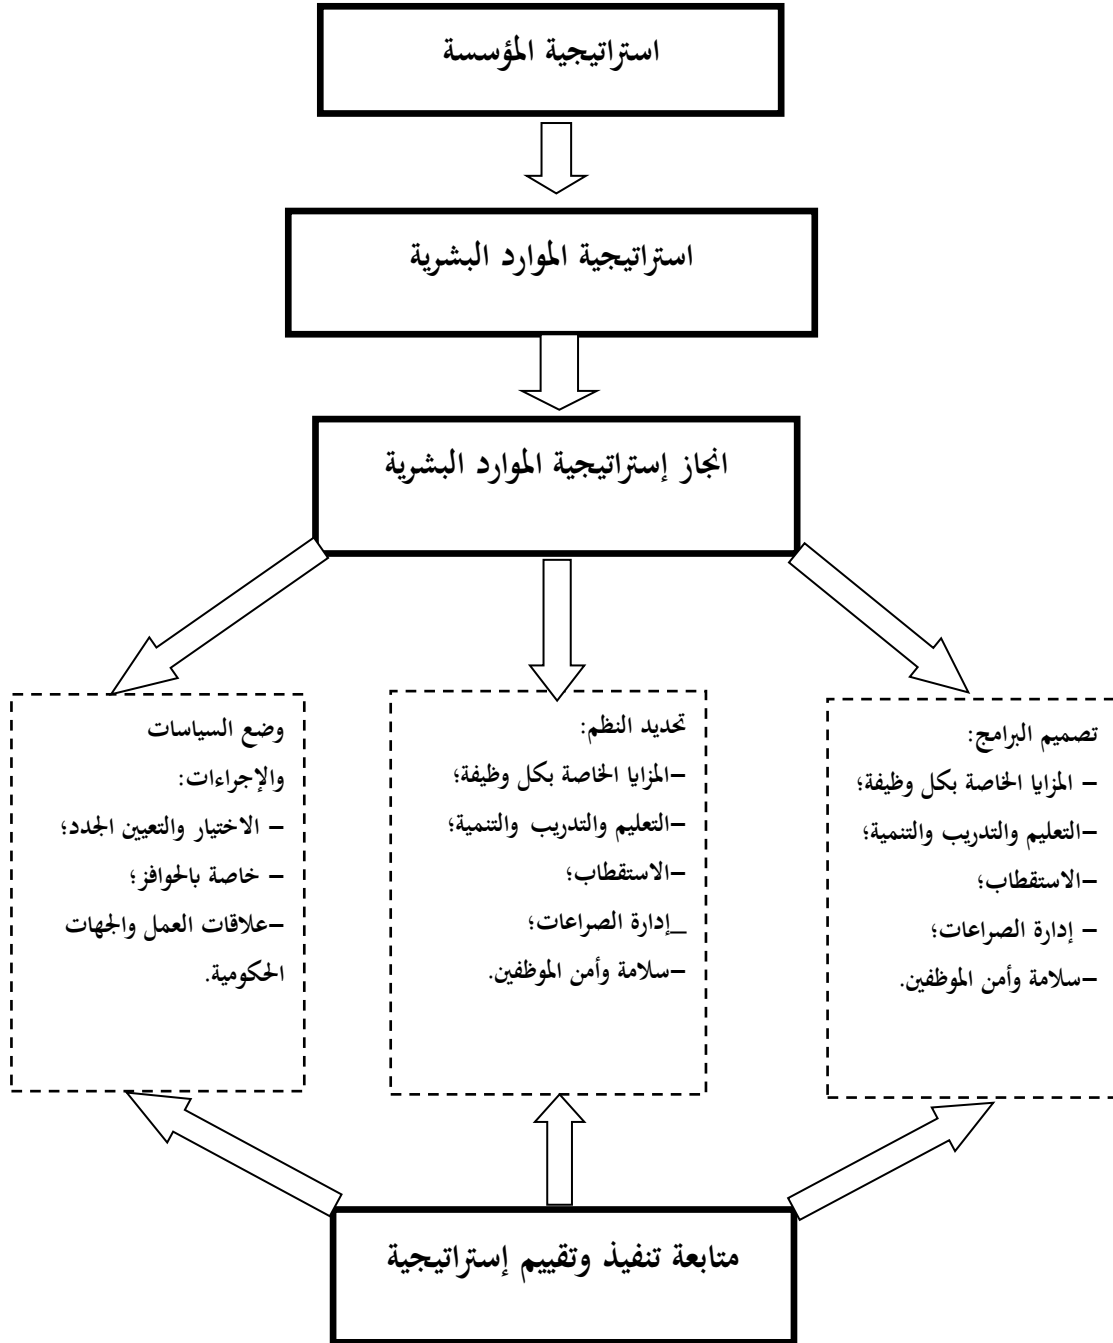 استراتيجية المؤسسة
استراتيجية الموارد البشرية
انجاز إستراتيجية الموارد البشرية
تصميم البرامج:
– المزايا الخاصة بكل وظيفة؛
–التعليم والتدريب والتنمية؛
–الاستقطاب؛
– إدارة الصراعات؛
–سلامة وأمن الموظفين.
تحديد النظم:
–المزايا الخاصة بكل وظيفة؛
–التعليم والتدريب والتنمية؛
–الاستقطاب؛
_إدارة الصراعات؛
–سلامة وأمن الموظفين.
وضع السياسات
والإجراءات:
– الاختيار والتعيين الجدد؛
– خاصة بالحوافز؛
–علاقات العمل والجهات
الحكومية.
متابعة تنفيذ وتقييم إستراتيجية